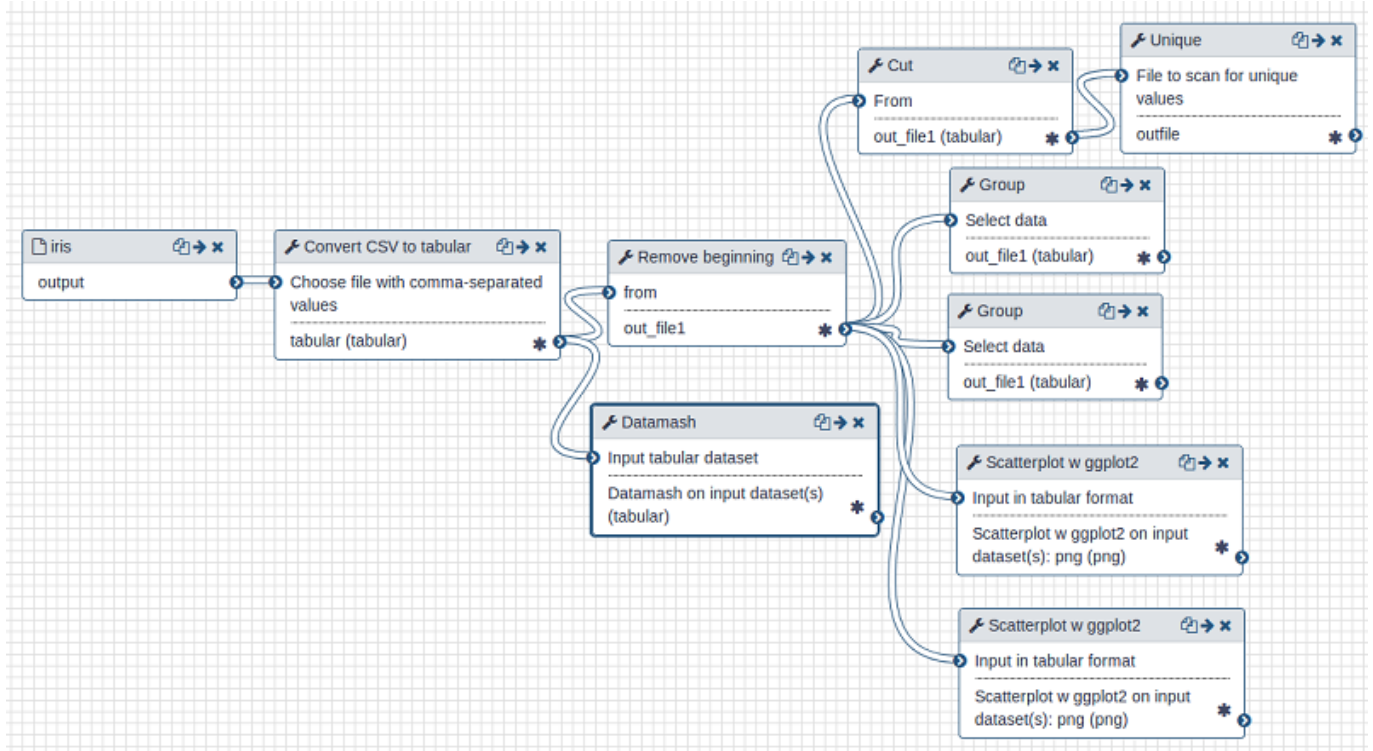 iris
output
Convert CSV to tabular
Choose file with comma-separated
values
tabular (tabular)
Remove beginning
from
out_file1
Datamash
Input tabular dataset
Datamash on input dataset(s)
(tabular)
Cut
From
out_file1 (tabular)
Unique
File to scan for unique
values
outfile
Group
Select data
out_file1 (tabular)
Group
Select data
out_file1 (tabular)
Scatterplot w ggplot2
Input in tabular format
Scatterplot w ggplot2 on input
dataset(s): png (png)
Scatterplot w ggplot2
Input in tabular format
Scatterplot w ggplot2 on input
dataset(s): png (png)